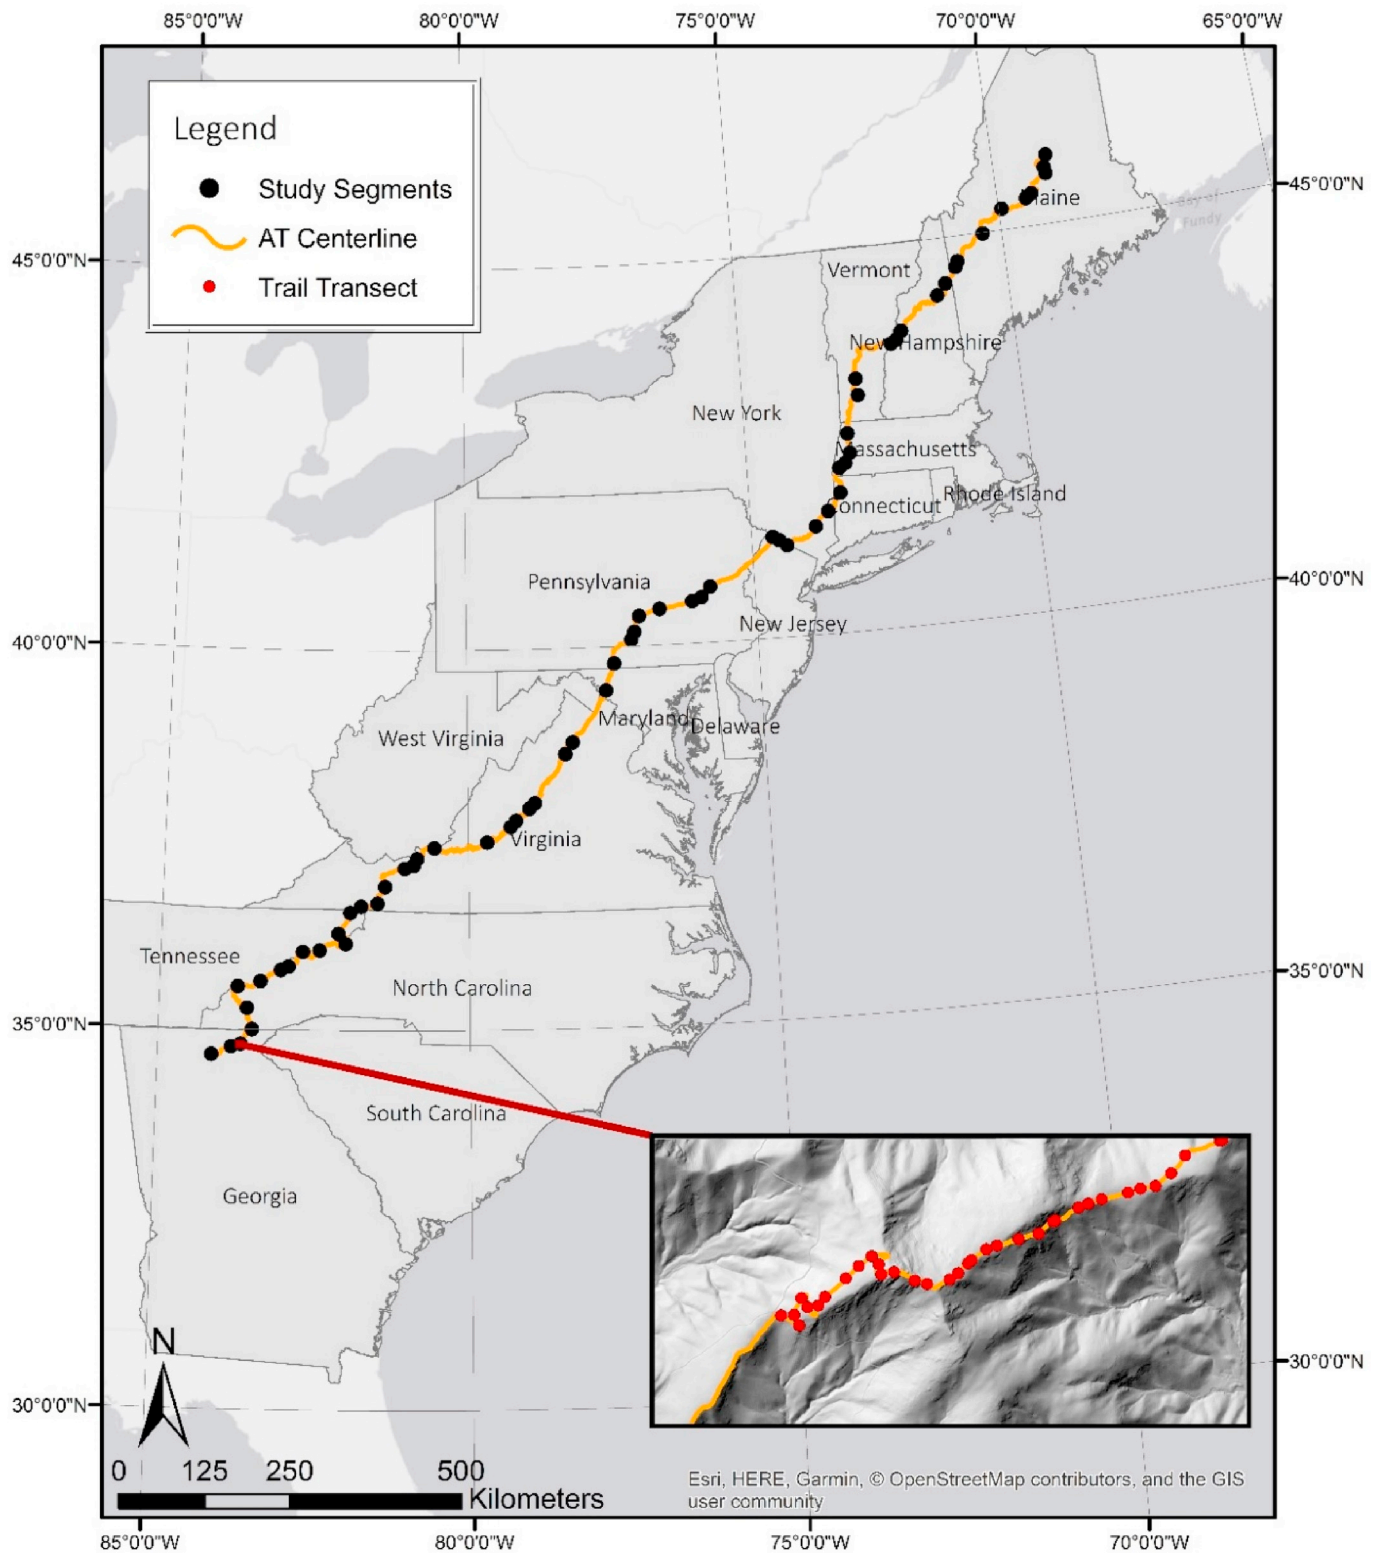 85°0'0"W 80°0'0"W 75°0'0"W 70°0'0"W 65°0'0"W
Legend
Study Segments
AT Centerline
Trail Transect
45°0'0"N
45°0'0"N
Maine
Bay of
Fundy
Vermont
New Hampshire
New York
Massachusetts
Rhode Island
Connecticut
Pennsylvania
40°0'0"N
New Jersey
40°0'0"N
Maryland
Delaware
West Virginia
Virginia
Tennessee
35°0'0"N
North Carolina
35°0'0"N
South Carolina
Georgia
N
30°0'0"N
30°0'0"N
0 125 250 500
Kilometers
Esri, HERE, Garmin, © OpenStreetMap contributors, and the GIS
user community
85°0'0"W 80°0'0"W 75°0'0"W 70°0'0"W